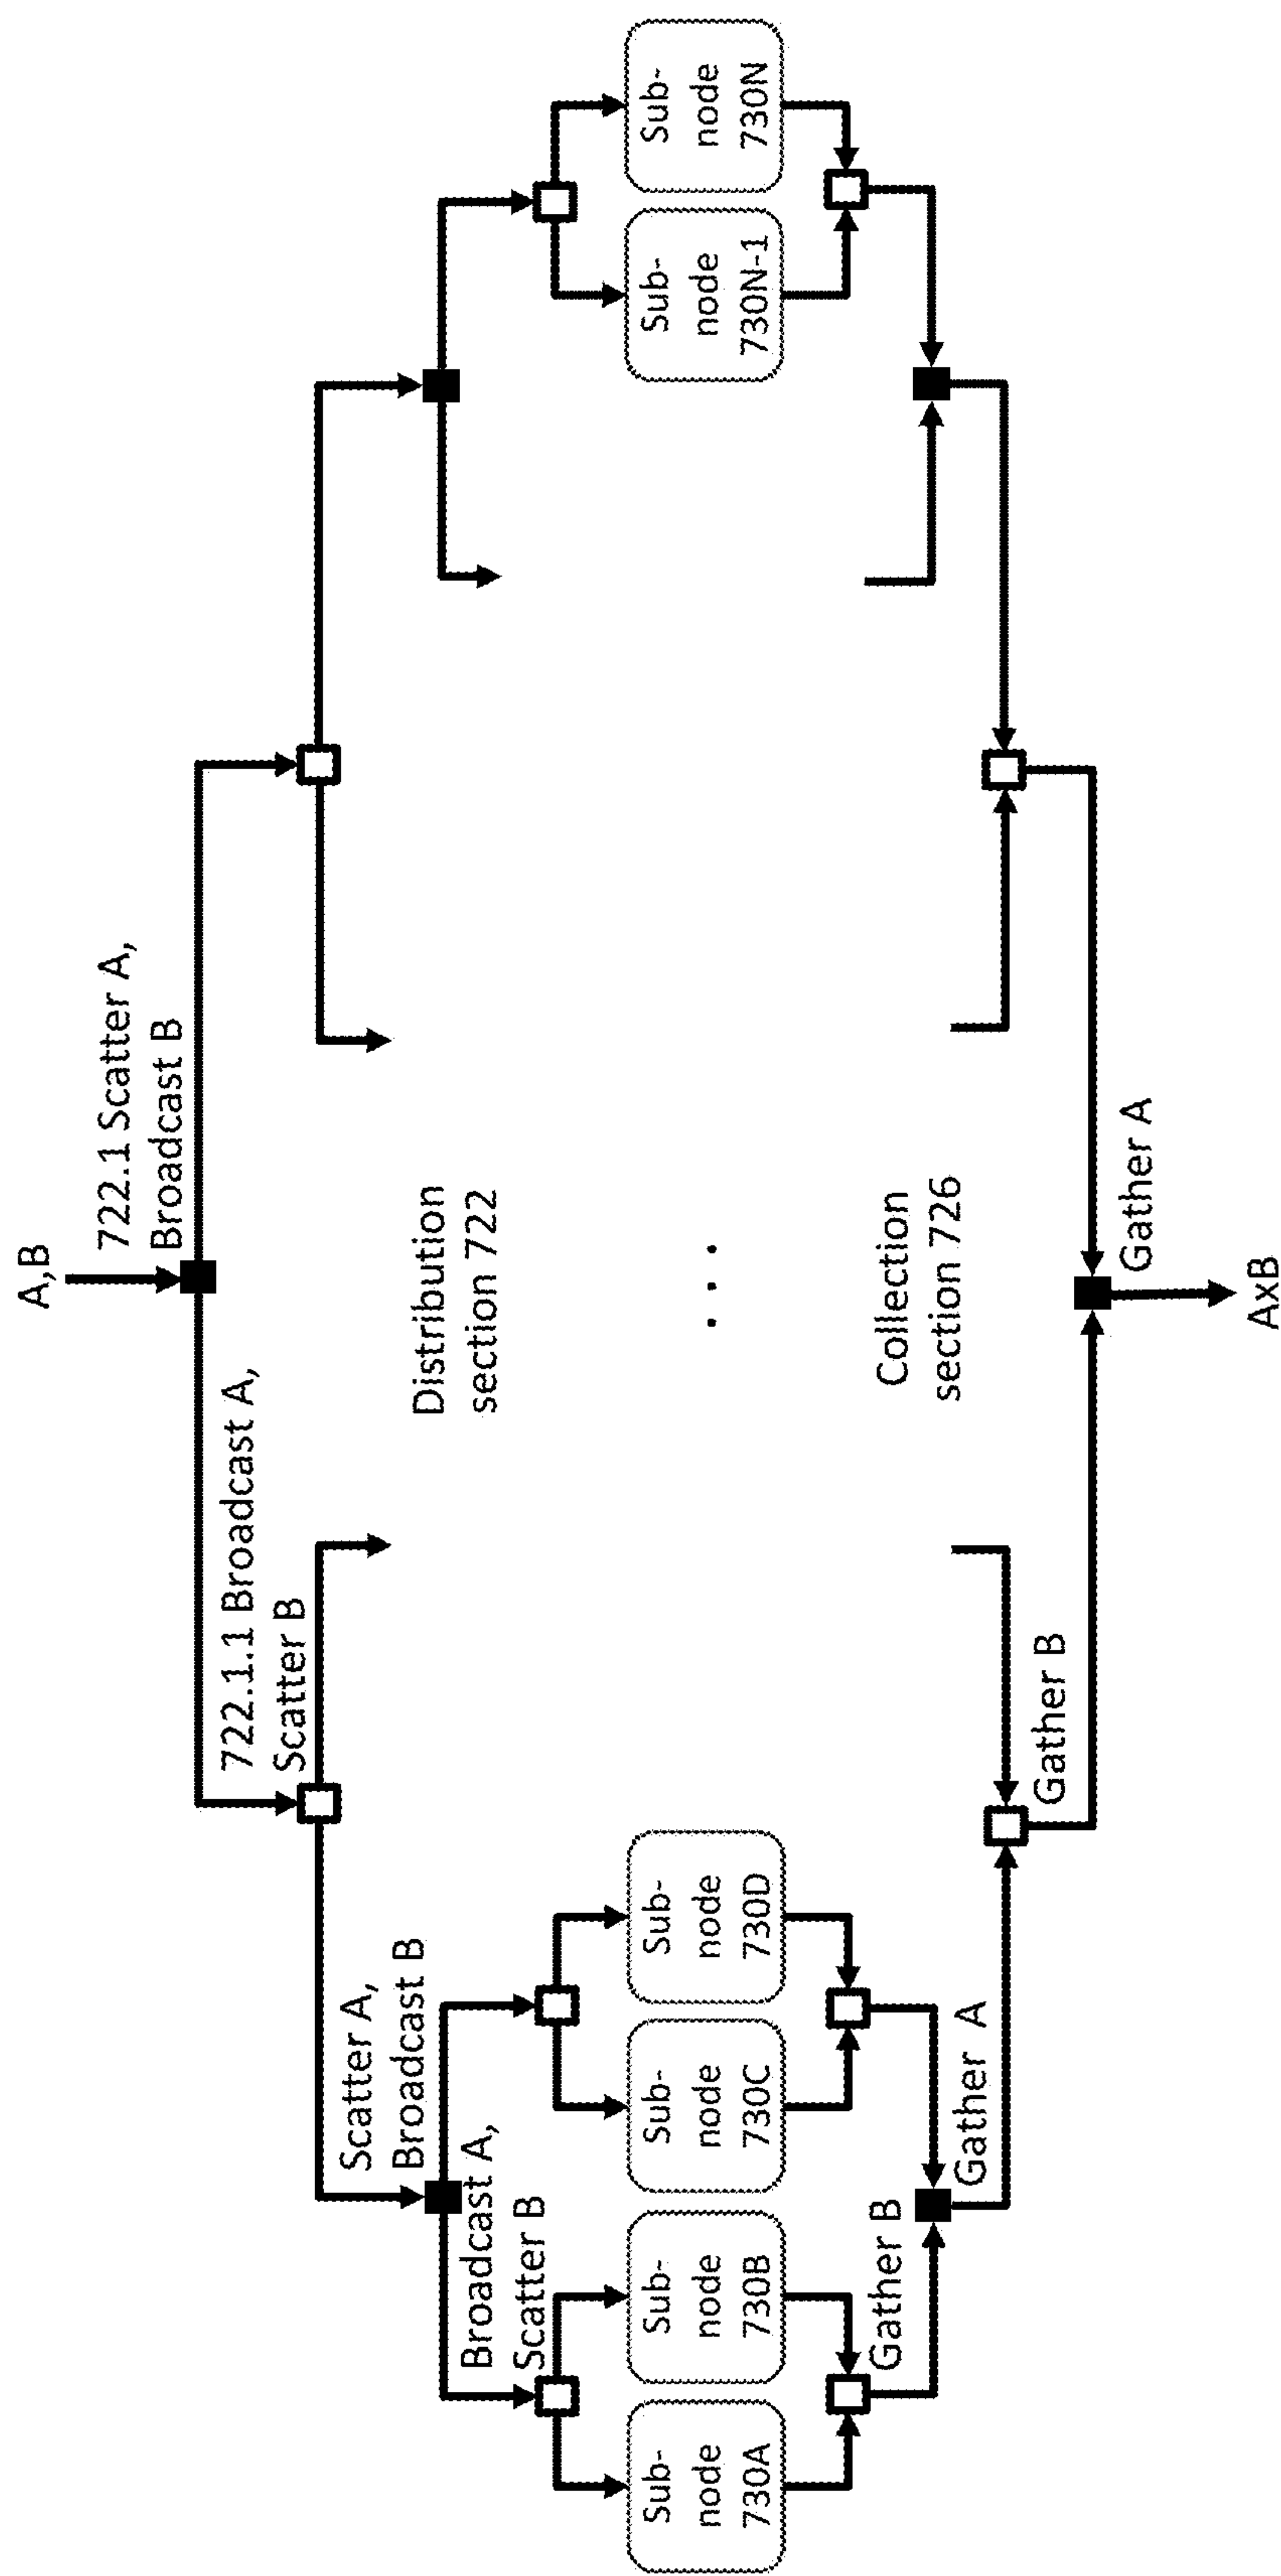 A,B
722.1 Scatter A,
Broadcast B
722.1.1 Broadcast A,
Scatter B
Scatter A,
Broadcast B
Broadcast A,
Scatter B
Distribution
section 722
Sub-
node
730A
Sub-
node
730B
Sub-
node
730C
Sub-
node
730D
. . .
Sub-
node
730N-1
Sub-
node
730N
Collection
section 726
Gather B
Gather A
Gather B
Gather A
AxB